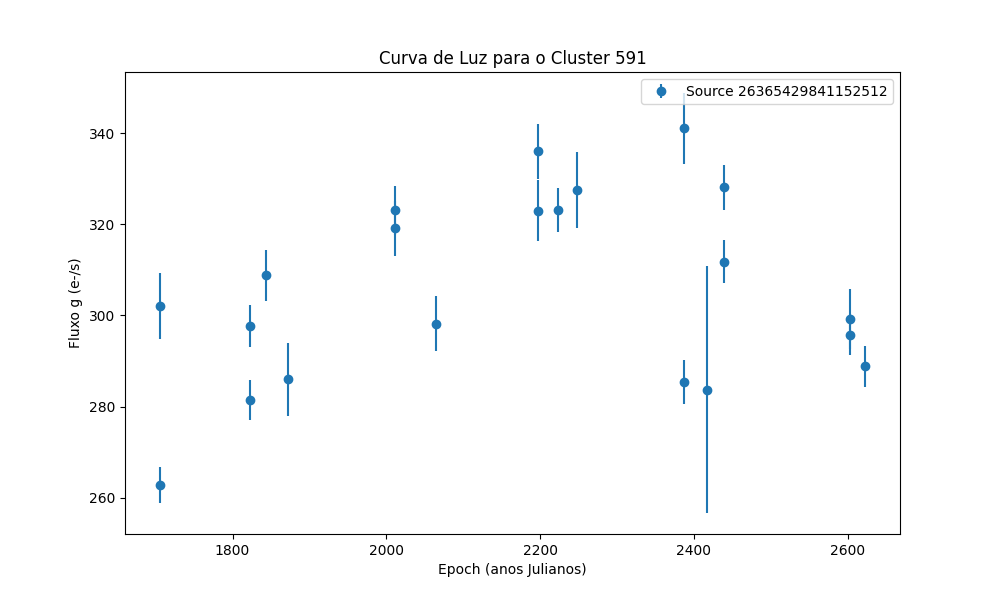 Curva de Luz para o Cluster 591
Source 26365429841152512
Fluxo g (e-/s)
340
320
300
280
260
1800
2000
2200
2400
2600
Epoch (anos Julianos)